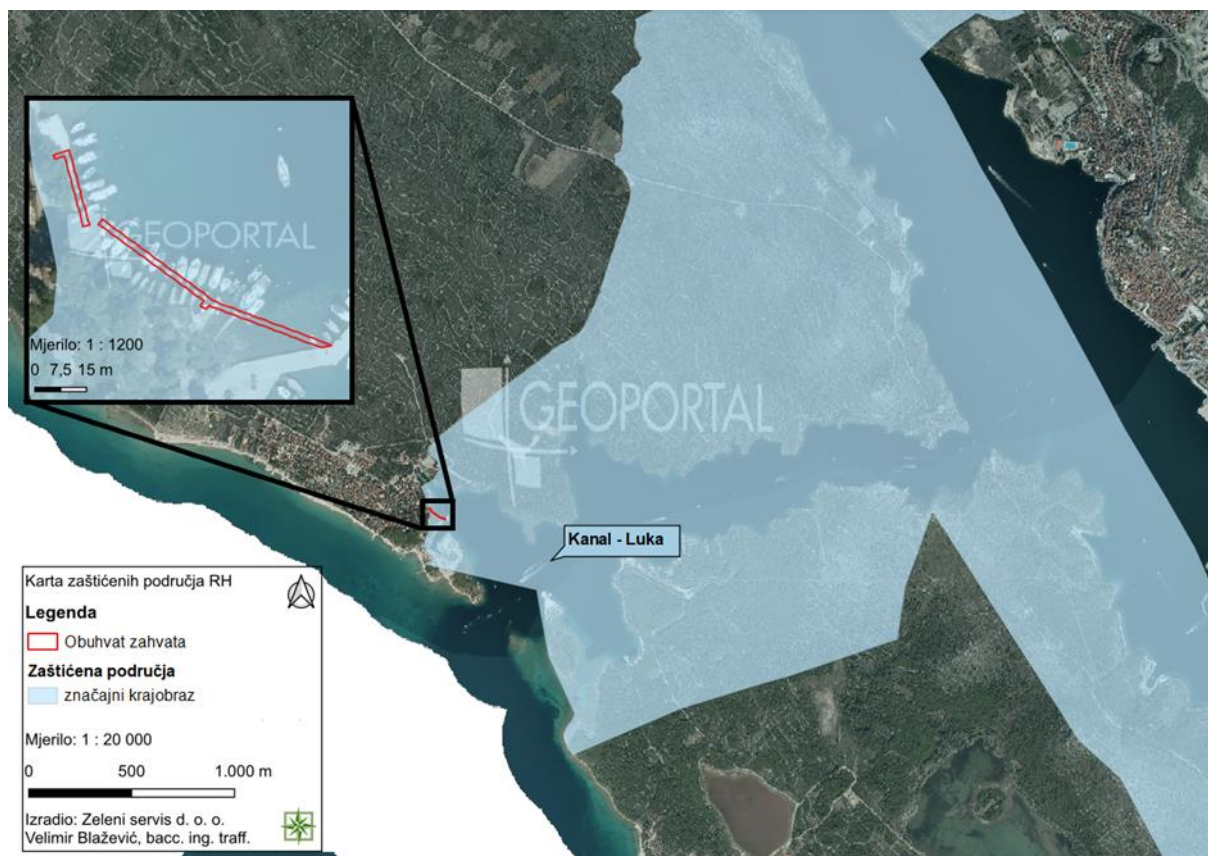 GEOPORTAL
Mjerilo: 1 : 1200
0 7,5 15 m
GEOPORTAL
Kanal - Luka
Karta zaštićenih područja RH
Legenda
Obuhvat zahvata
Zaštićena područja
značajni krajobraz
Mjerilo: 1 : 20 000
0 500 1.000 m
Izradio: Zeleni servis d. o. o.
Velimir Blažević, bacc. ing. traff.